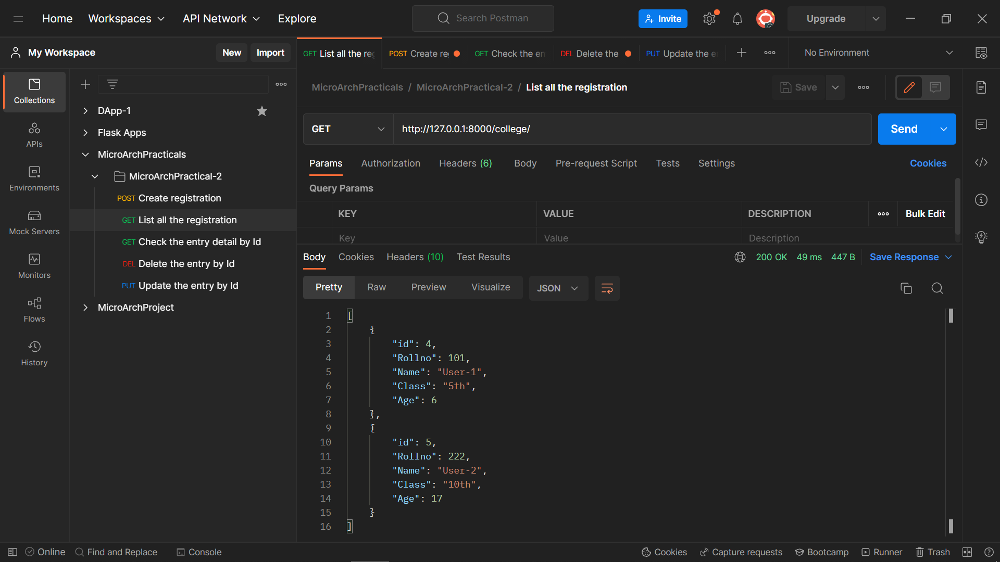 Home Workspaces API Network Explore Search Postman Invite Upgrade
My Workspace New Import
GET List all the reg POST Create re GET Check the en DEL Delete the PUT Update the e No Environment
Collections
APIs
Environments
Mock Servers
Monitors
Flows
History
DApp-1
Flask Apps
MicroArchPracticals
MicroArchPractical-2
POST Create registration
GET List all the registration
GET Check the entry detail by Id
DEL Delete the entry by Id
PUT Update the entry by Id
MicroArchProject
MicroArchPracticals / MicroArchPractical-2 / List all the registration Save
GET http://127.0.0.1:8000/college/ Send
Params Authorization Headers (6) Body Pre-request Script Tests Settings Cookies
Query Params
KEY VALUE DESCRIPTION Bulk Edit
Key Value Description
Body Cookies Headers (10) Test Results 200 OK 49 ms 447 B Save Response
Pretty Raw Preview Visualize JSON
1 [
2 {
3 "id": 4,
4 "Rollno": 101,
5 "Name": "User-1",
6 "Class": "5th",
7 "Age": 6
8 },
9 {
10 "id": 5,
11 "Rollno": 222,
12 "Name": "User-2",
13 "Class": "10th",
14 "Age": 17
15 }
16 ]
Online Find and Replace Console Cookies Capture requests Bootcamp Runner Trash